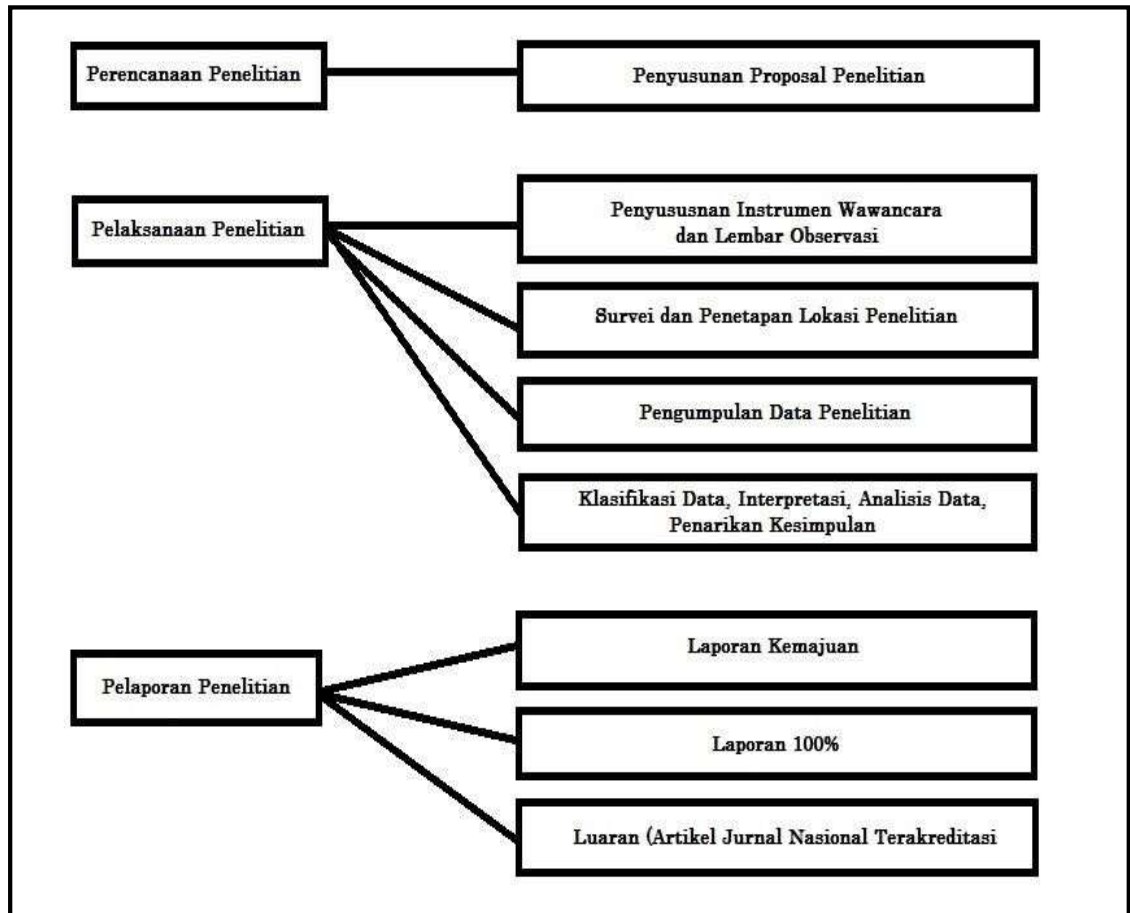 Perencanaan Penelitian
Penyusunan Proposal Penelitian
Pelaksanaan Penelitian
Penyususnan Instrumen Wawancara
dan Lembar Observasi
Survei dan Penetapan Lokasi Penelitian
Pengumpulan Data Penelitian
Klasifikasi Data, Interpretasi, Analisis Data,
Penarikan Kesimpulan
Pelaporan Penelitian
Laporan Kemajuan
Laporan 100%
Luaran (Artikel Jurnal Nasional Terakreditasi